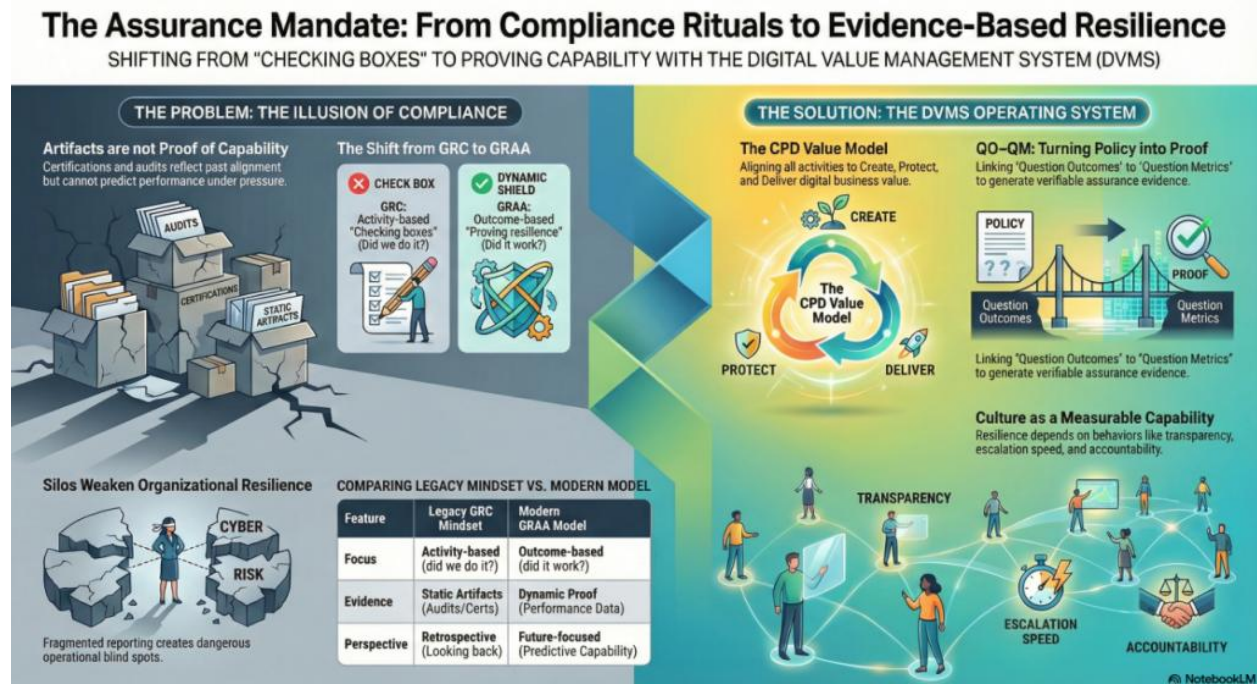 The Assurance Mandate: From Compliance Rituals to Evidence-Based Resilience
SHIFTING FROM "CHECKING BOXES" TO PROVING CAPABILITY WITH THE DIGITAL VALUE MANAGEMENT SYSTEM (DVMS)
THE PROBLEM: THE ILLUSION OF COMPLIANCE
Artifacts are not Proof of Capability
Certifications and audits reflect past alignment
but cannot predict performance under pressure.
AUDITS
CERTIFICATIONS
STATIC
ARTRACTS
The Shift from GRC to GRAA
CHECK BOX
GRC:
Activity-based
"Checking boxes"
(Did we do it?)
DYNAMIC
SHIELD
GRAA:
Outcome-based
"Proving resilience"
(Did it work?)
Silos Weaken Organizational Resilience
CYBER
RISK
Fragmented reporting creates dangerous
operational blind spots.
COMPARING LEGACY MINDSET VS. MODERN MODEL
Feature
Legacy GRC
Mindset
Modern
GRAA Model
Focus
Activity-based
(did we do it?)
Outcome-based
(did it work?)
Evidence
Static Artifacts
(Audits/Certs)
Dynamic Proof
(Performance Data)
Perspective
Retrospective
(Looking back)
Future-focused
(Predictive Capability)
THE SOLUTION: THE DVMS OPERATING SYSTEM
The CPD Value Model
Aligning all activities to Create, Protect,
and Deliver digital business value.
CREATE
The
CPD Value
Model
PROTECT
DELIVER
QO–QM: Turning Policy into Proof
Linking 'Question Outcomes' to 'Question Metrics'
to generate verifiable assurance evidence.
POLICY
? ? ?
PROOF
Question
Outcomes
Question
Metrics
Linking "Question Outcomes" to "Question Metrics"
to generate verifiable assurance evidence.
Culture as a Measurable Capability
Resilience depends on behaviors like transparency,
escalation speed, and accountability.
TRANSPARENCY
ESCALATION
SPEED
ACCOUNTABILITY
NotebookLM